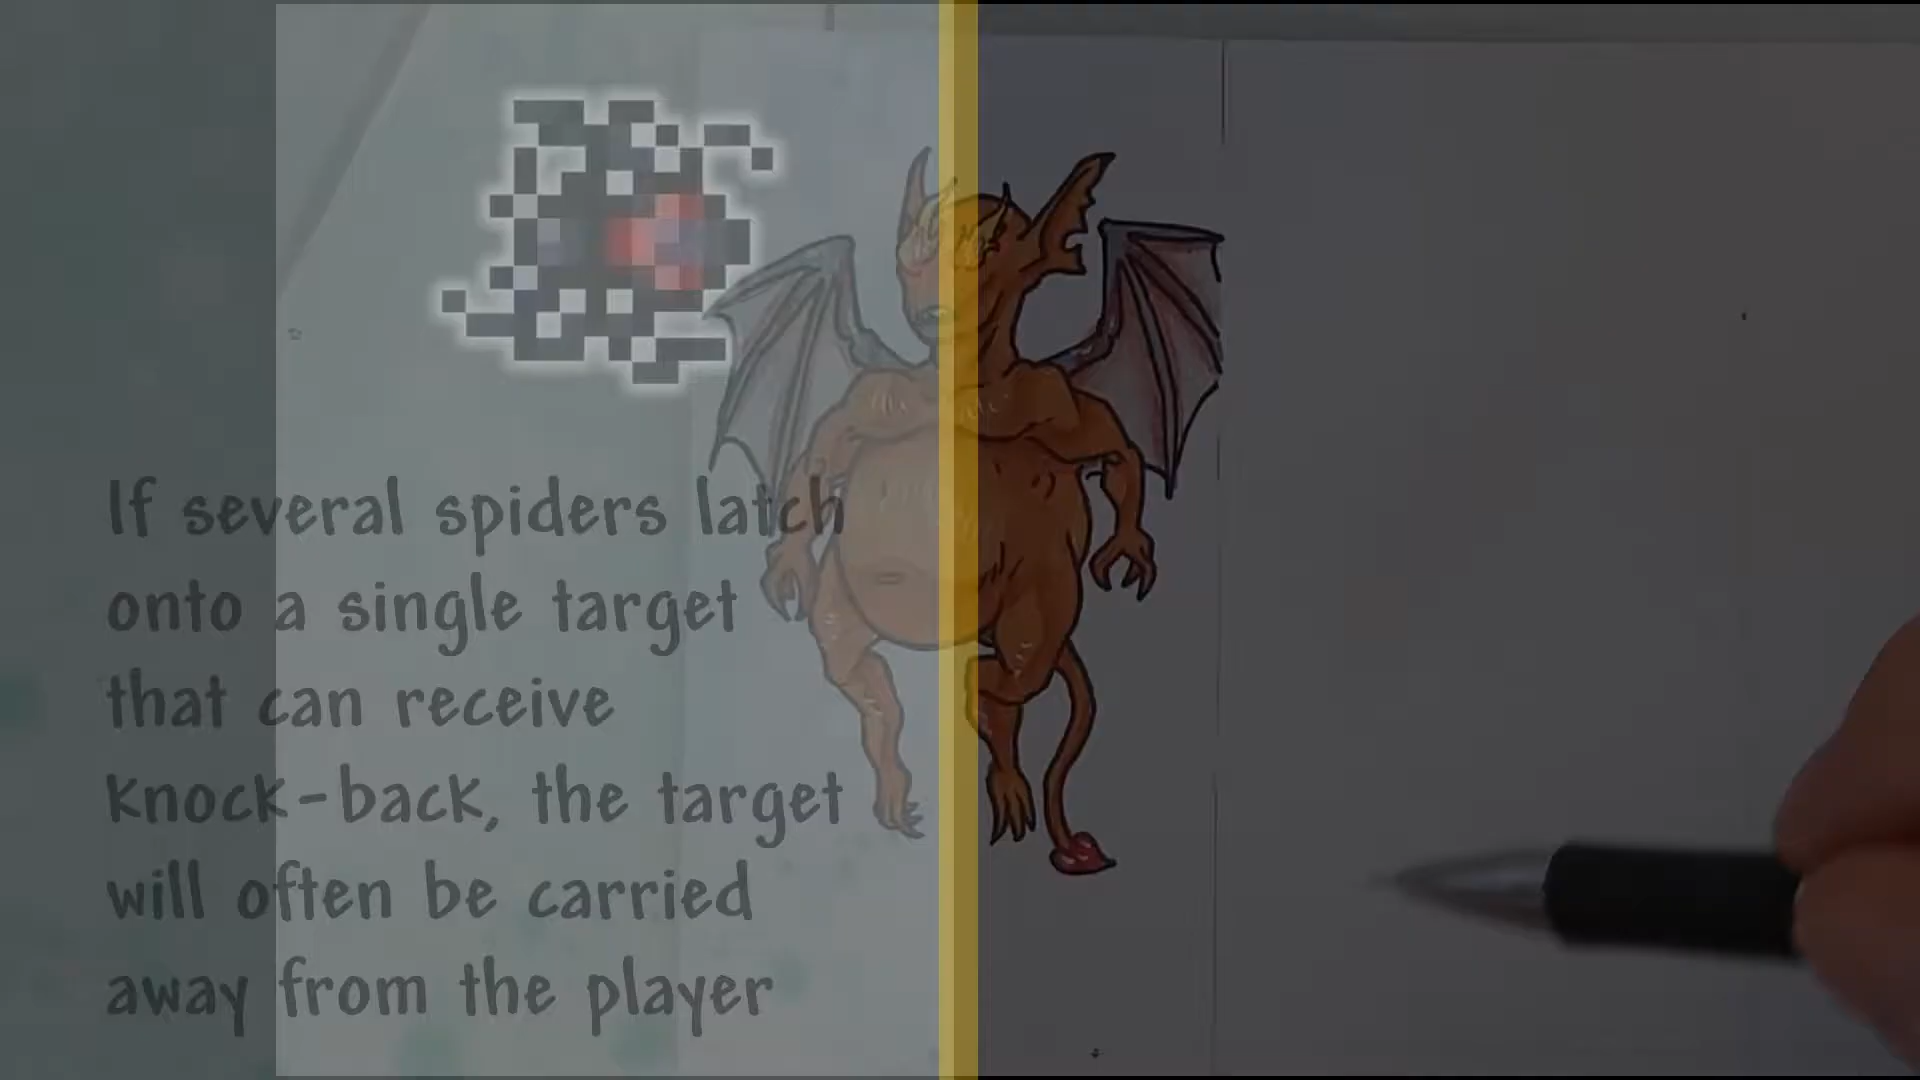 If several spiders latch
onto a single target
that can receive
knock-back, the target
will often be carried
away from the player